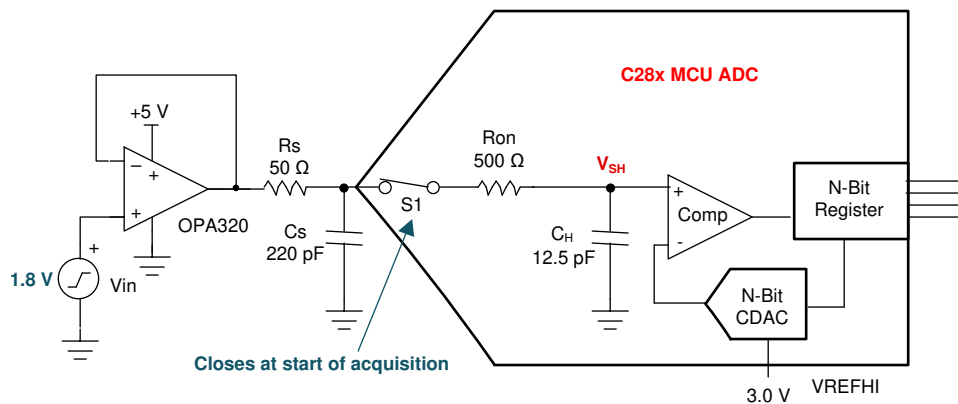 C28x MCU ADC
+5 V
Rs
50 Ω
Ron
500 Ω
VSH
−
+
+
OPA320
S1
+
-
Comp
N-Bit
Register
Cs
220 pF
CH
12.5 pF
+
1.8 V
Vin
N-Bit
CDAC
Closes at start of acquisition
3.0 V
VREFHI